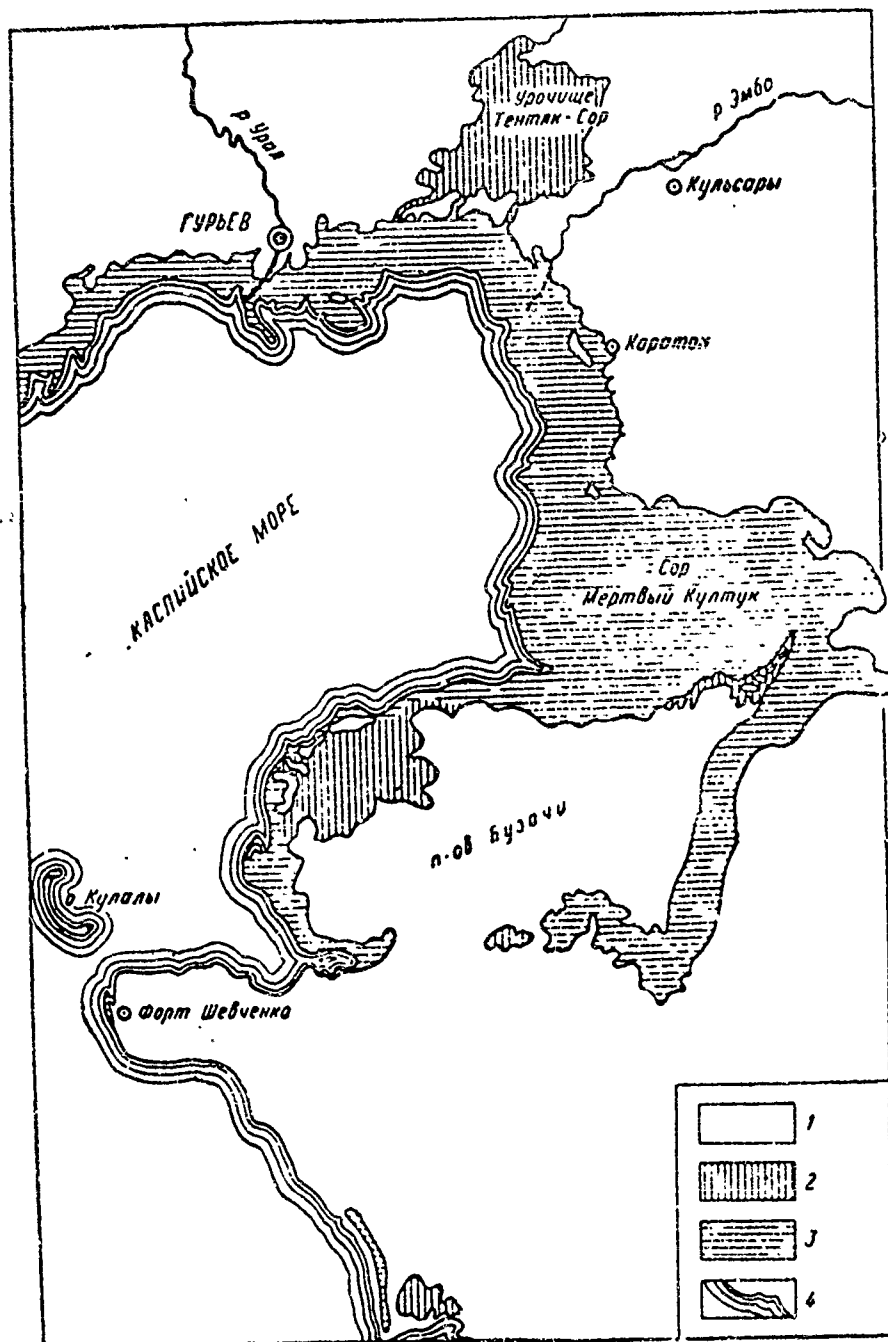 Урочище
Тентяк-Сор
р Урал
р Эмба
Кульсары
ГУРЬЕВ
Каратон
КАСПИЙСКОЕ МОРЕ
Сор
Мертвый Култук
п-ов Бузачи
о Кулалы
Форт Шевченко
1
2
3
4